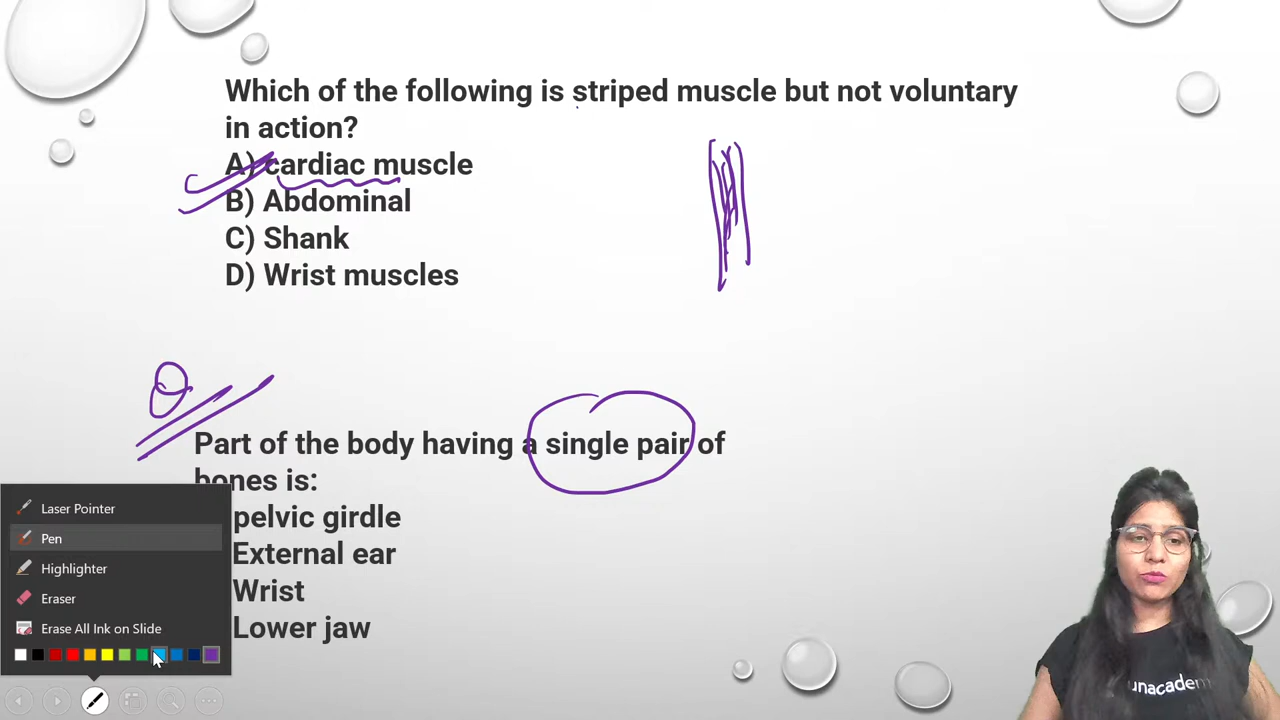 Which of the following is striped muscle but not voluntary
in action?
A) cardiac muscle
B) Abdominal
C) Shank
D) Wrist muscles
Q
Part of the body having a single pair of
bones is:
pelvic girdle
External ear
Wrist
Lower jaw
Laser Pointer
Pen
Highlighter
Eraser
Erase All Ink on Slide
unacadem